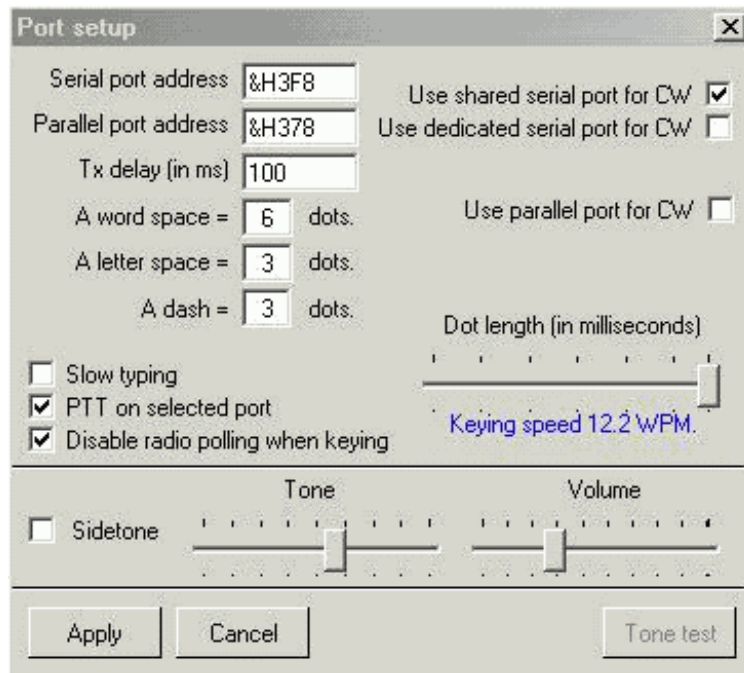 Port setup
Serial port address &H3F8
Use shared serial port for CW
Parallel port address &H378
Use dedicated serial port for CW
Tx delay (in ms) 100
A word space = 6 dots.
Use parallel port for CW
A letter space = 3 dots.
A dash = 3 dots.
Dot length (in milliseconds)
Slow typing
PTT on selected port
Keying speed 12.2 WPM.
Disable radio polling when keying
Tone
Volume
Sidetone
Apply
Cancel
Tone test